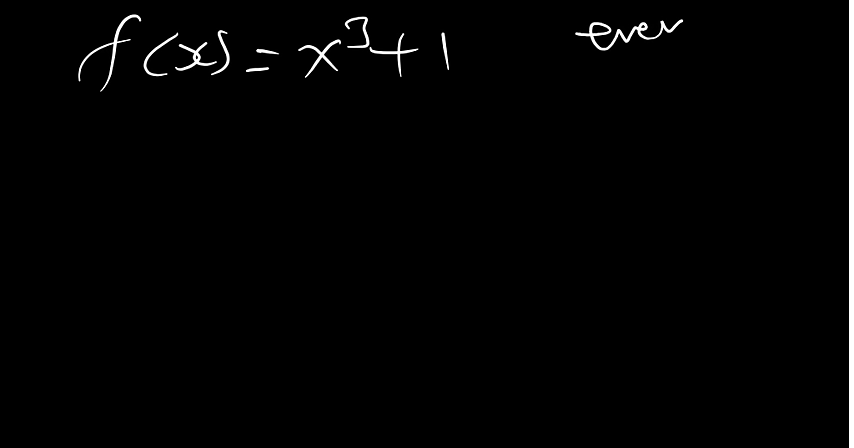 f(x) = x³+1 even